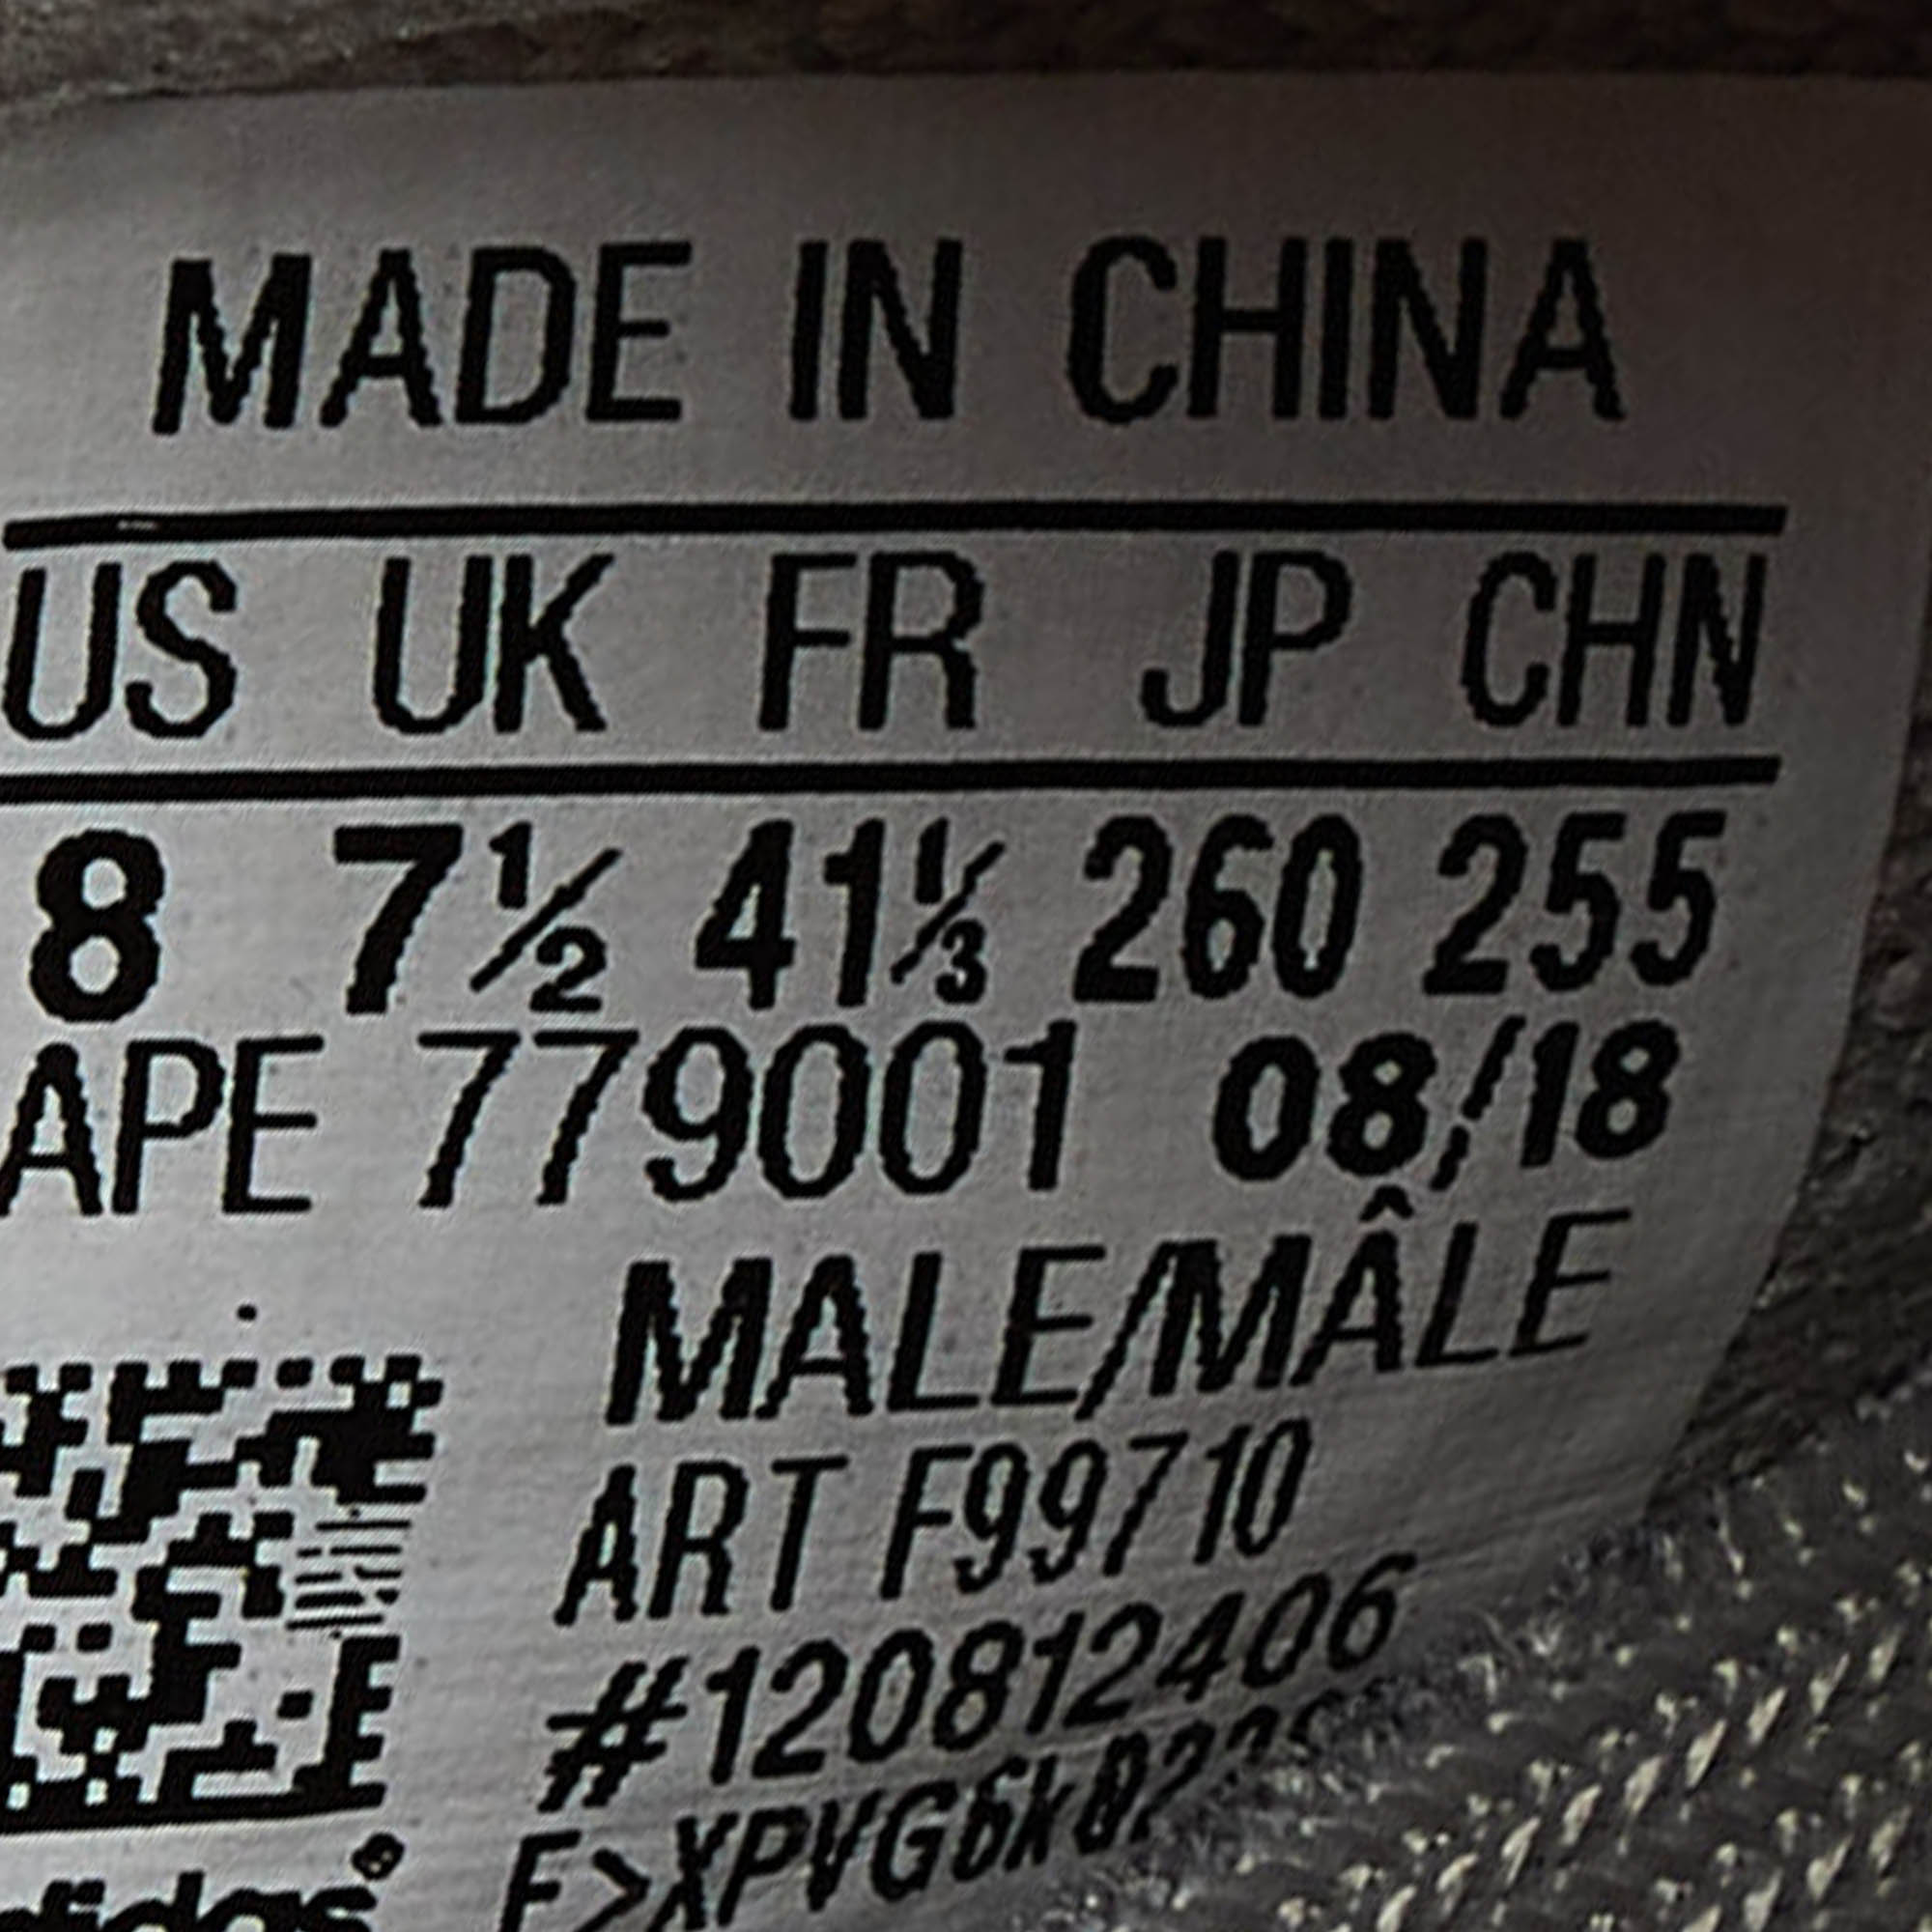 MADE IN CHINA
US UK FR JP CHN
8 7½ 41⅓ 260 255
APE 779001 08/18
MALE/MÂLE
ART F99710
#120812406
adidas®